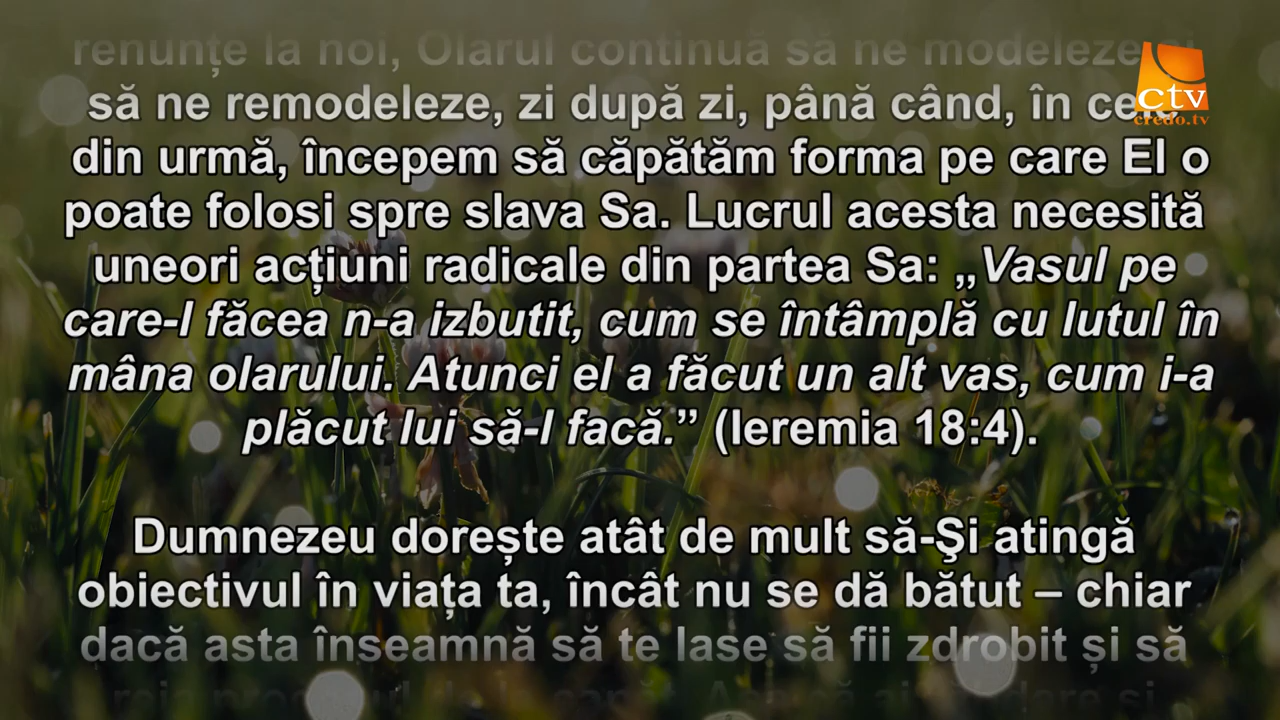 renunțe la noi, Olarul continuă să ne modeleze și
să ne remodeleze, zi după zi, până când, în cele
din urmă, începem să căpătăm forma pe care El o
poate folosi spre slava Sa. Lucrul acesta necesită
uneori acțiuni radicale din partea Sa: „Vasul pe
care-l făcea n-a izbutit, cum se întâmplă cu lutul în
mâna olarului. Atunci el a făcut un alt vas, cum i-a
plăcut lui să-l facă.” (Ieremia 18:4).
Dumnezeu dorește atât de mult să-Şi atingă
obiectivul în viața ta, încât nu se dă bătut – chiar
dacă asta înseamnă să te lase să fii zdrobit și să
ctv
credo.tv